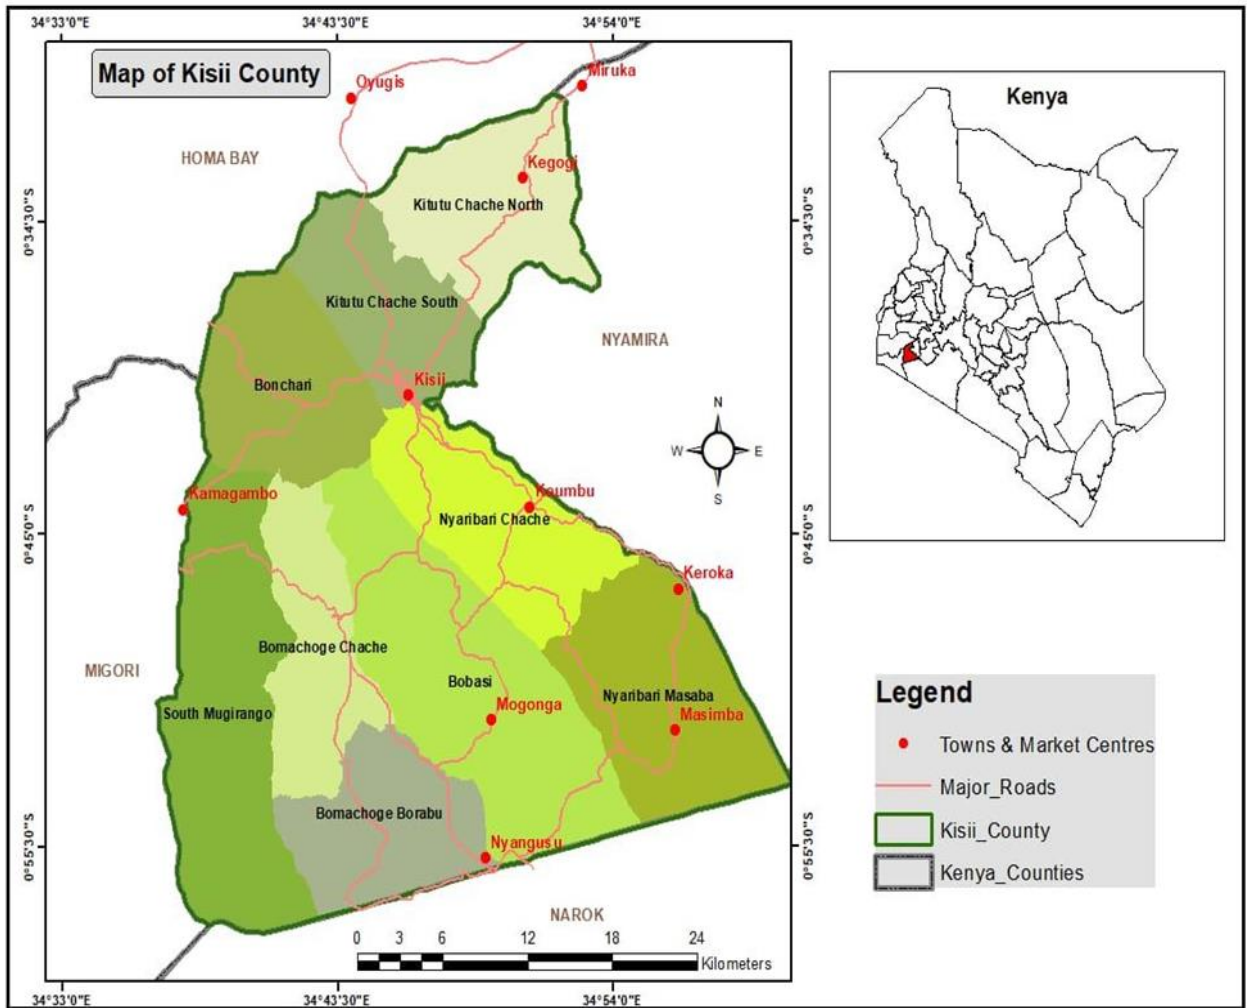 34°33'0"E
34°43'30"E
34°54'0"E
Map of Kisii County
Oyugis
Miruka
Kenya
HOMA BAY
Kegogi
Kitutu Chache North
0°34'30"S
0°34'30"S
Kitutu Chache South
NYAMIRA
Bonchari
Kisii
N
W
E
S
Kamagambo
Keumbu
Nyaribari Chache
0°45'0"S
0°45'0"S
Keroka
Bomachoge Chache
MIGORI
Bobasi
Nyaribari Masaba
Mogonga
South Mugirango
Masimba
Legend
Towns & Market Centres
Major_Roads
Kisii_County
Kenya_Counties
Bomachoge Borabu
Nyangusu
0°55'30"S
0°55'30"S
NAROK
0 3 6 12 18 24
Kilometers
34°33'0"E
34°43'30"E
34°54'0"E